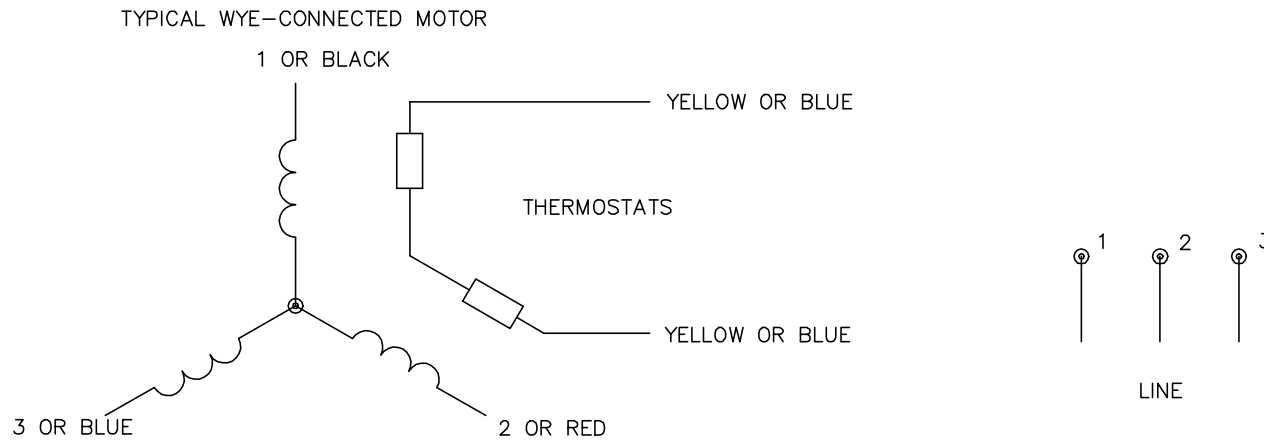 TYPICAL WYE-CONNECTED MOTOR
1 OR BLACK
YELLOW OR BLUE
THERMOSTATS
YELLOW OR BLUE
3 OR BLUE
2 OR RED
1
2
3
LINE